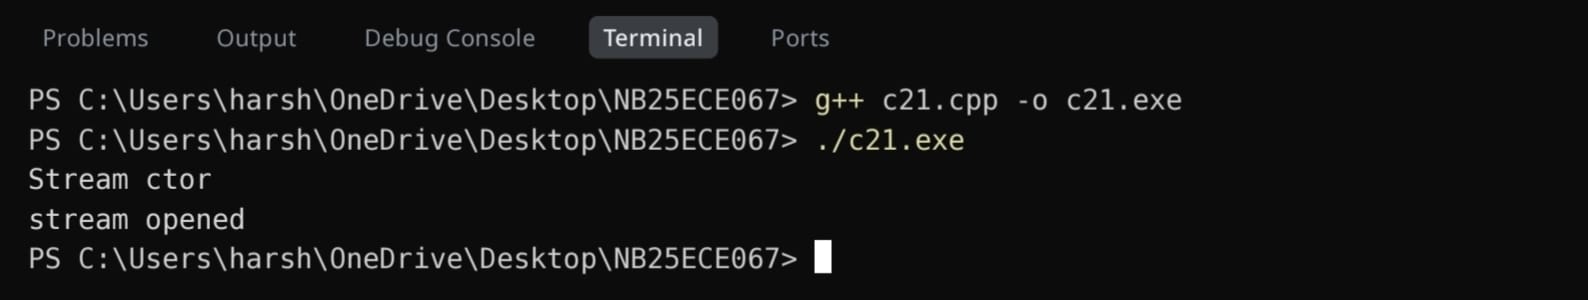 Problems Output Debug Console Terminal Ports
PS C:\Users\harsh\OneDrive\Desktop\NB25ECE067> g++ c21.cpp -o c21.exe
PS C:\Users\harsh\OneDrive\Desktop\NB25ECE067> ./c21.exe
Stream ctor
stream opened
PS C:\Users\harsh\OneDrive\Desktop\NB25ECE067>